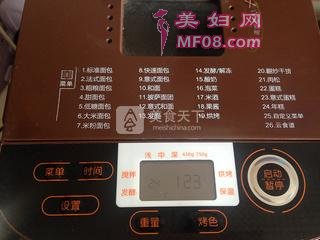 美妇网
MF08.com
菜单
1.标准面包
2.法式面包
3.粗粮面包
4.甜面包
5.低糖面包
6.大米面包
7.米粉面包
8.快速面包
9.意式面包
10.面包
11.披萨面团
12.意式和面
13.和面
14.发酵/解冻
15.酸奶
16.泡菜
17.米酒
18.果酱
19.烘烤
20.翻炒干货
21.肉松
22.蛋糕
23.意式蛋糕
24.年糕
25.自定义菜单
26.云食谱
美食天下
meishichina.com
浅 中 深 450g 750g
搅拌
发酵
烘烤
保温
2 123
菜单
时间
设置
重量
烤色
启动
暂停